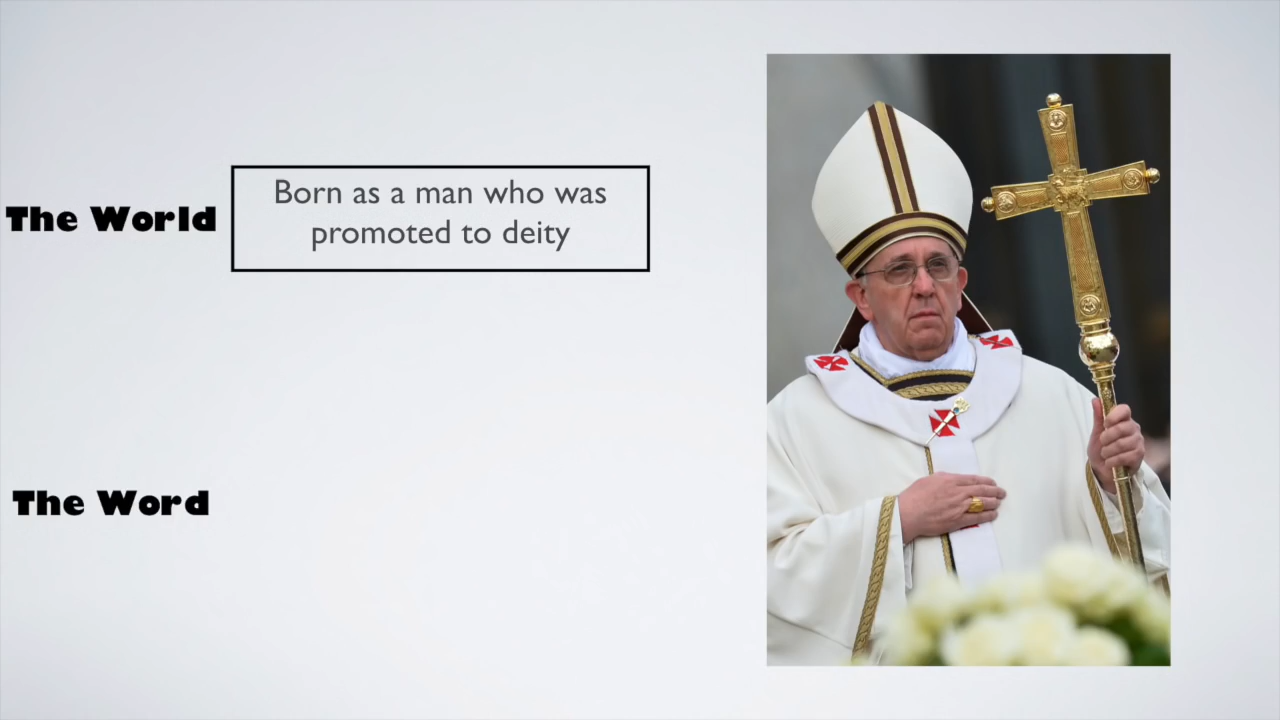 The World
Born as a man who was
promoted to deity
The Word